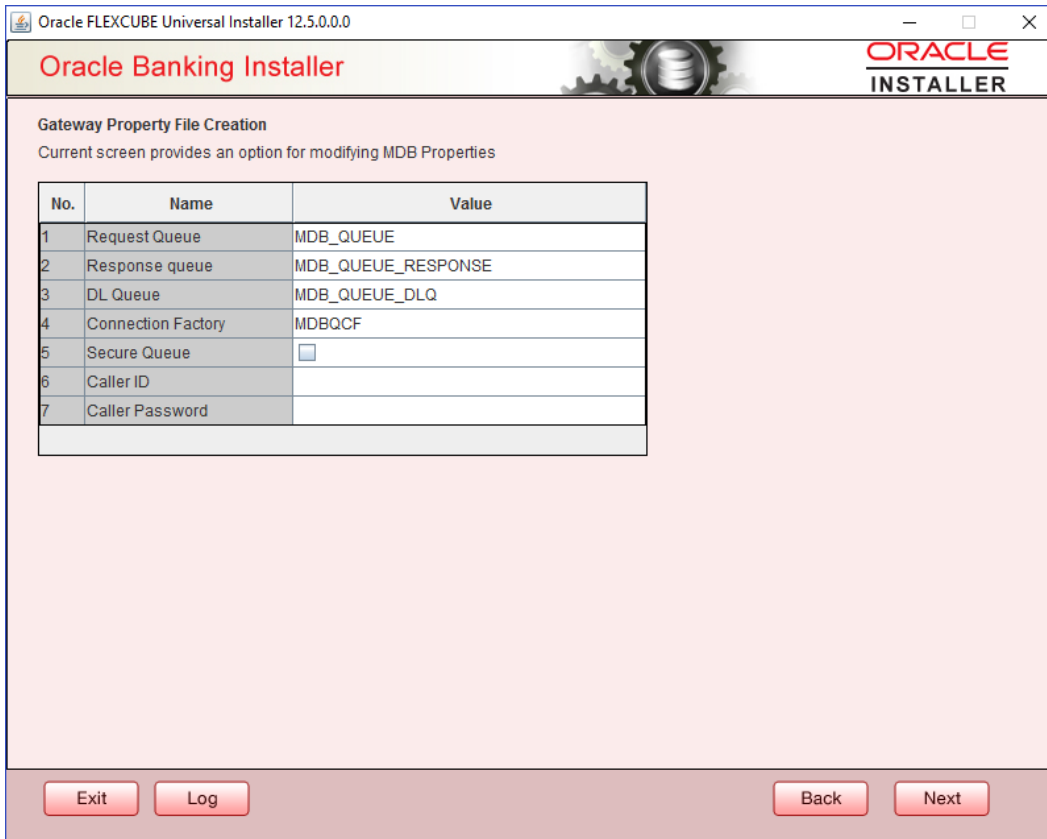 Oracle FLEXCUBE Universal Installer 12.5.0.0.0
Oracle Banking Installer
ORACLE
INSTALLER
Gateway Property File Creation
Current screen provides an option for modifying MDB Properties
No. Name Value
1 Request Queue MDB_QUEUE
2 Response queue MDB_QUEUE_RESPONSE
3 DL Queue MDB_QUEUE_DLQ
4 Connection Factory MDBQCF
5 Secure Queue
6 Caller ID
7 Caller Password
Exit Log Back Next